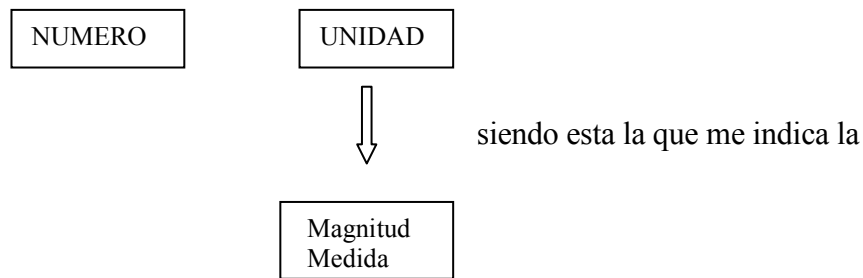 NUMERO UNIDAD
siendo esta la que me indica la
Magnitud
Medida